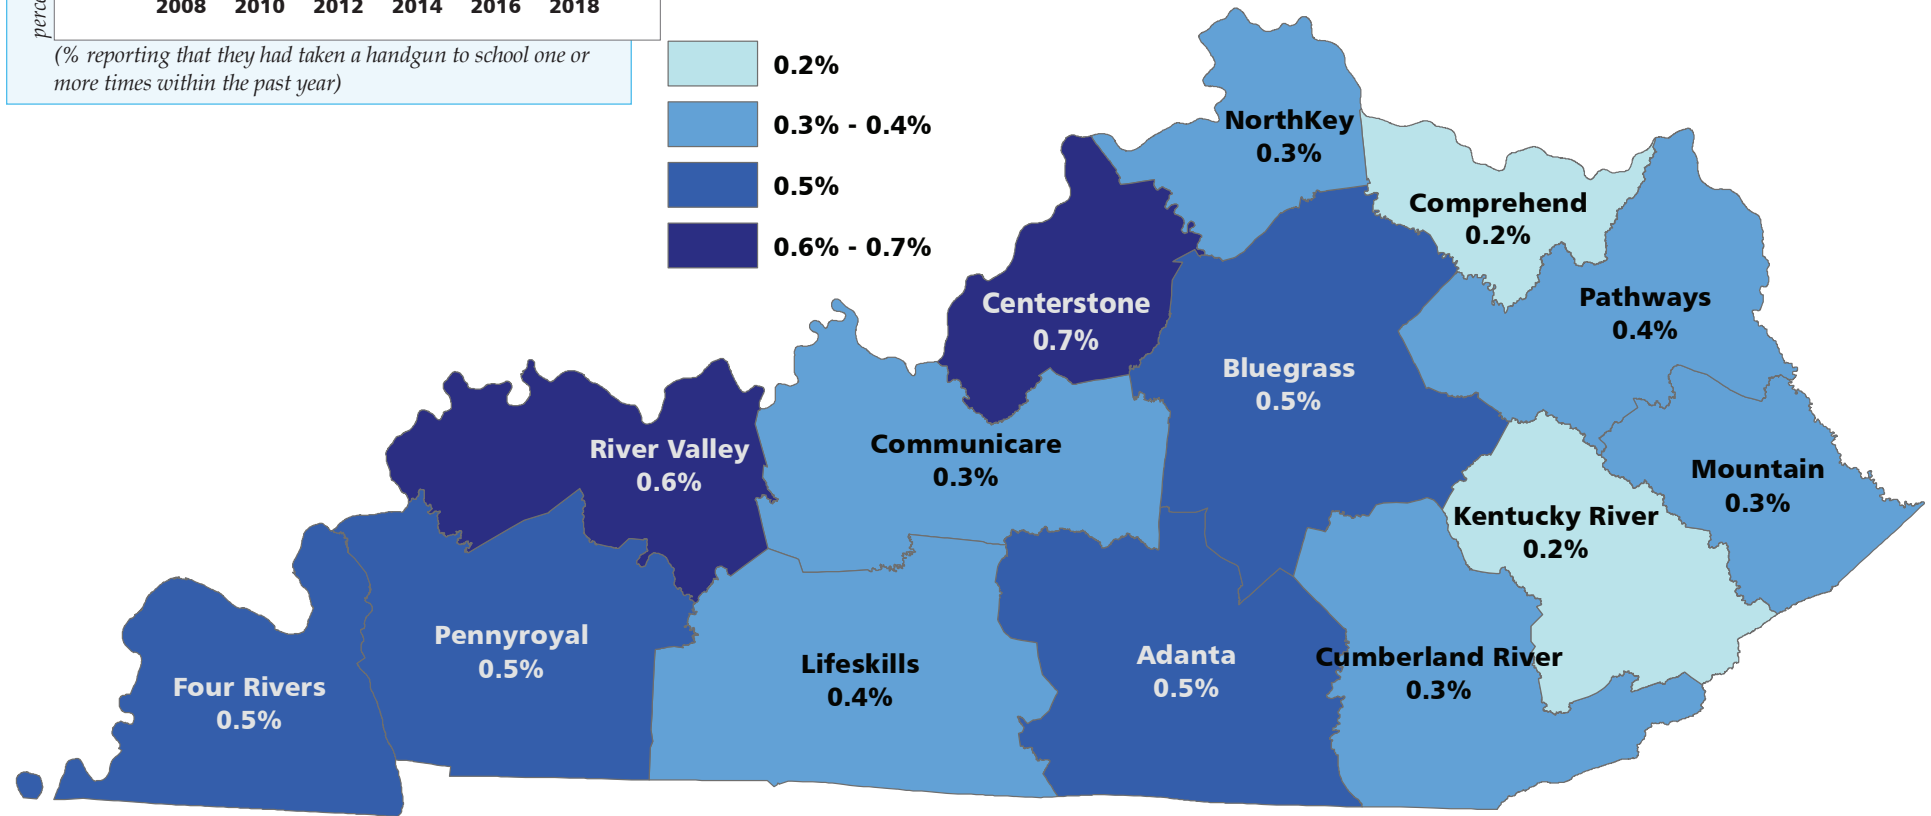 2008 2010 2012 2014 2016 2018
(% reporting that they had taken a handgun to school one or
more times within the past year)
0.2%
0.3% - 0.4%
0.5%
0.6% - 0.7%
NorthKey
0.3%
Comprehend
0.2%
Pathways
0.4%
Centerstone
0.7%
Bluegrass
0.5%
River Valley
0.6%
Communicare
0.3%
Mountain
0.3%
Kentucky River
0.2%
Pennyroyal
0.5%
Four Rivers
0.5%
Lifeskills
0.4%
Adanta
0.5%
Cumberland River
0.3%